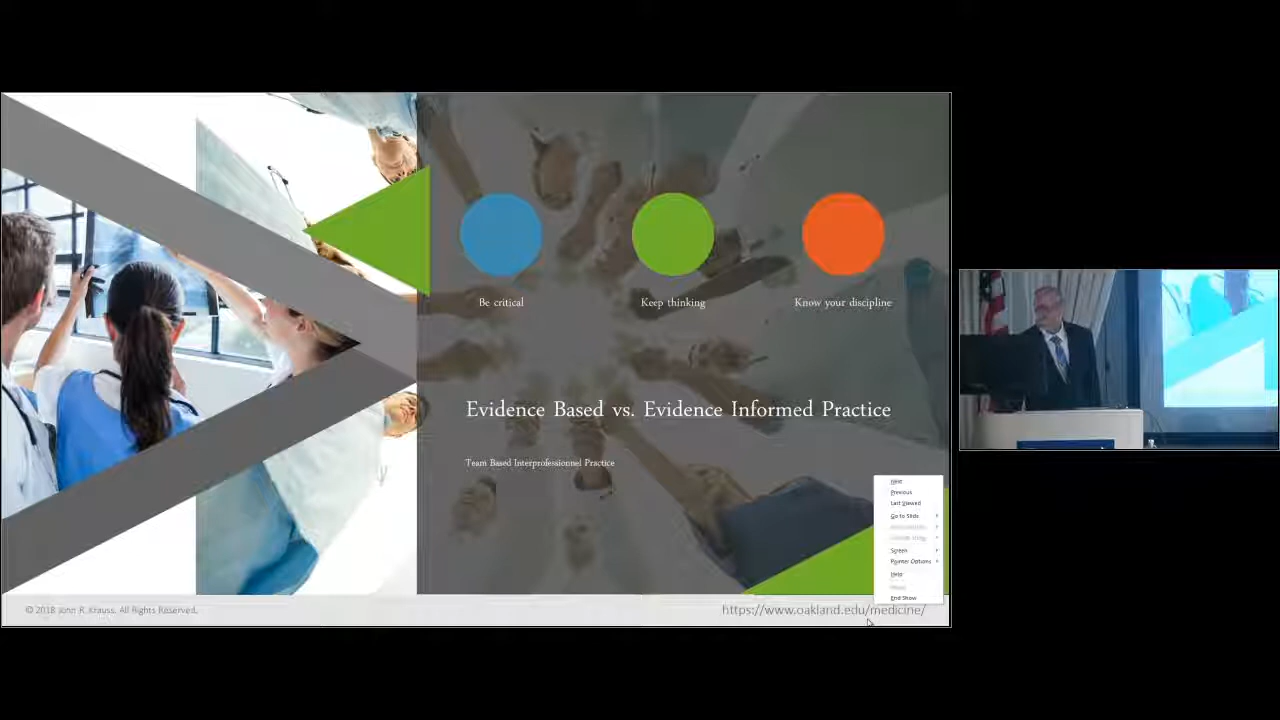 Be critical
Keep thinking
Know your discipline
Evidence Based vs. Evidence Informed Practice
Team Based Interprofessionnel Practice
Next
Previous
Last Viewed
Go to Slide
Screen
Pointer Options
Help
End Show
© 2018 John R. Krauss. All Rights Reserved.
https://www.oakland.edu/medicine/